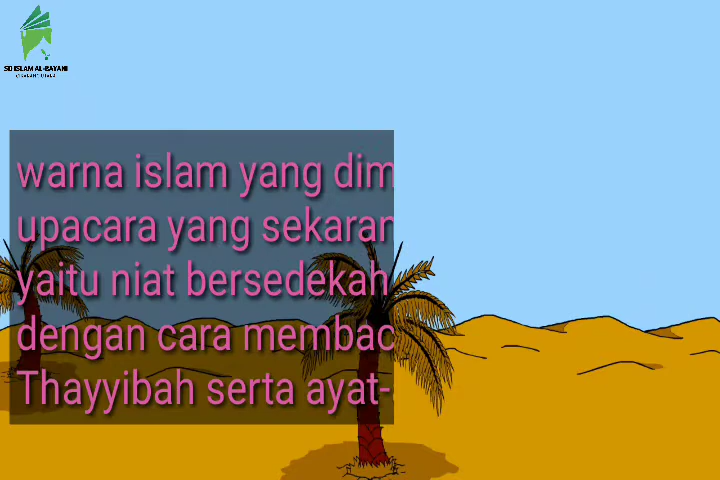 SD ISLAM AL-BAYANI
warna islam yang dim
upacara yang sekaran
yaitu niat bersedekah
dengan cara membac
Thayyibah serta ayat-